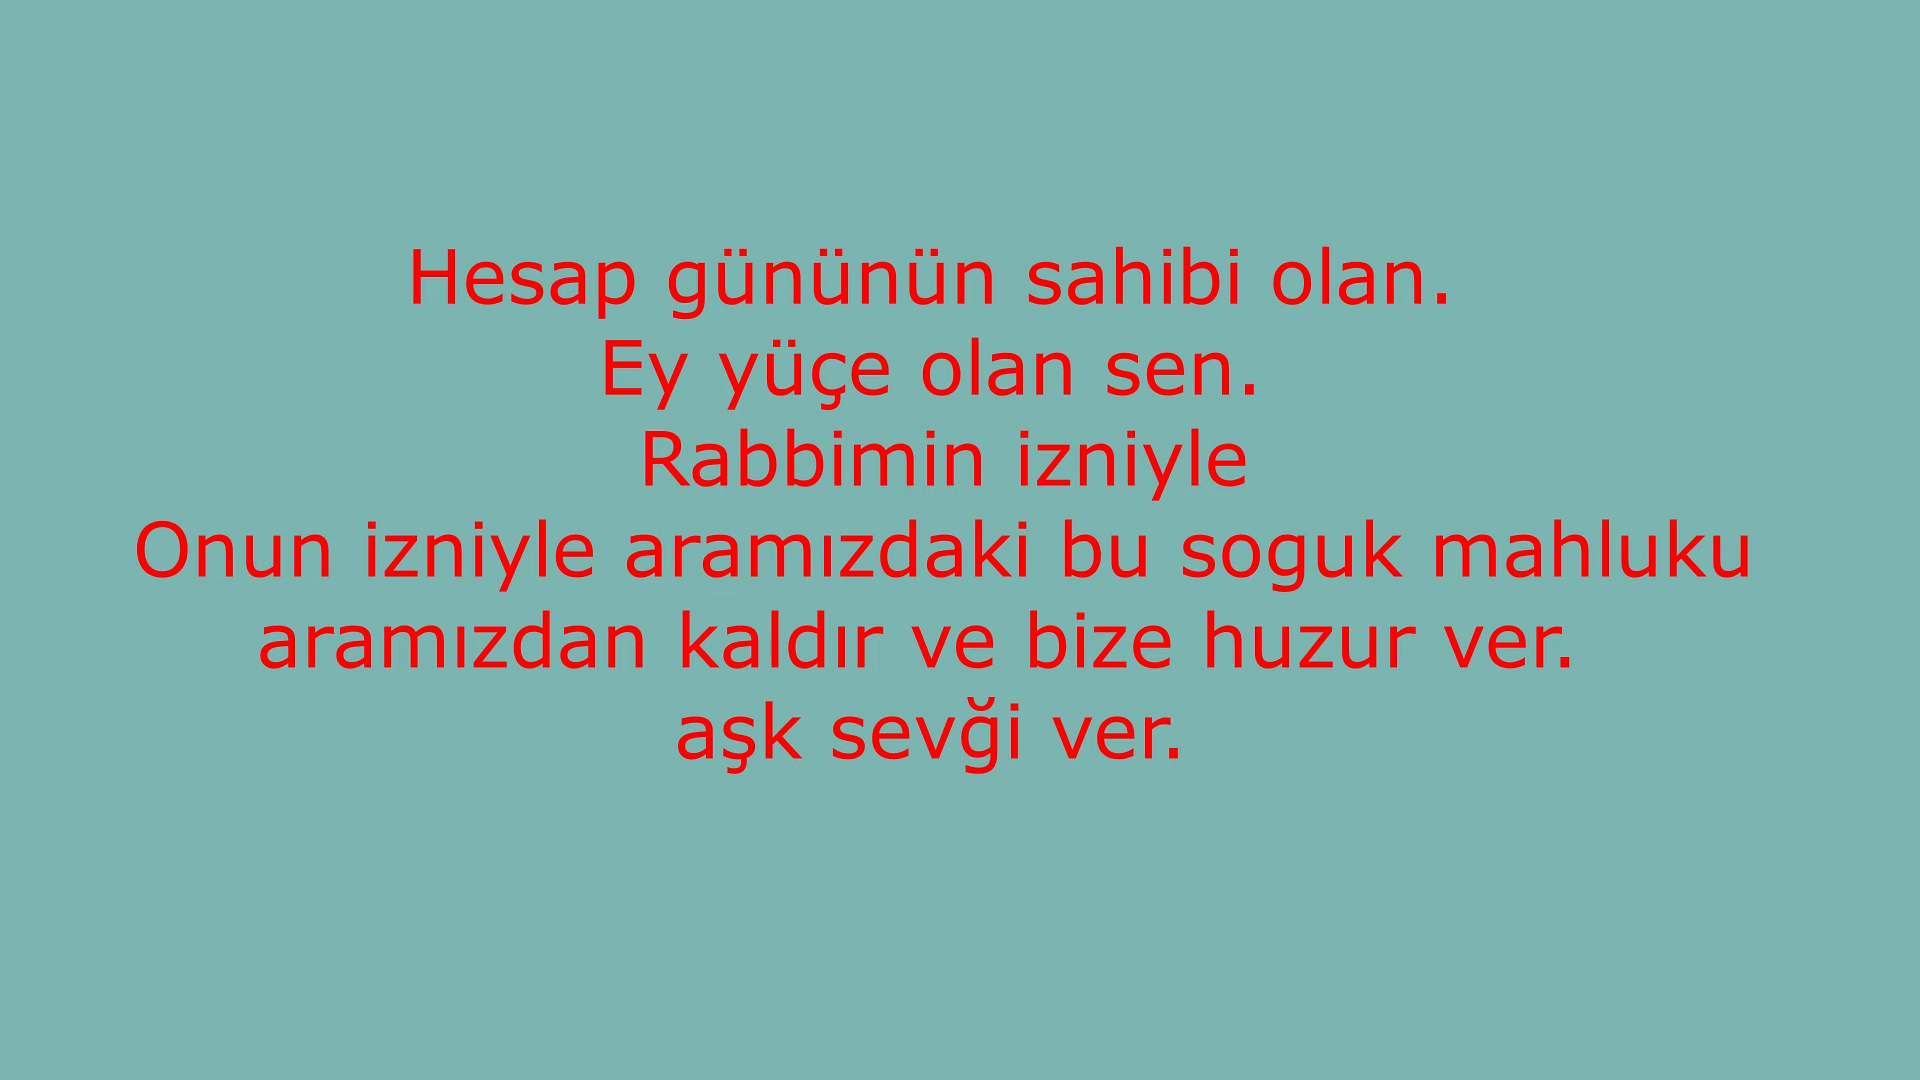 Hesap gününün sahibi olan.
Ey yüçe olan sen.
Rabbimin izniyle
Onun izniyle aramızdaki bu soguk mahluku
aramızdan kaldır ve bize huzur ver.
aşk sevği ver.